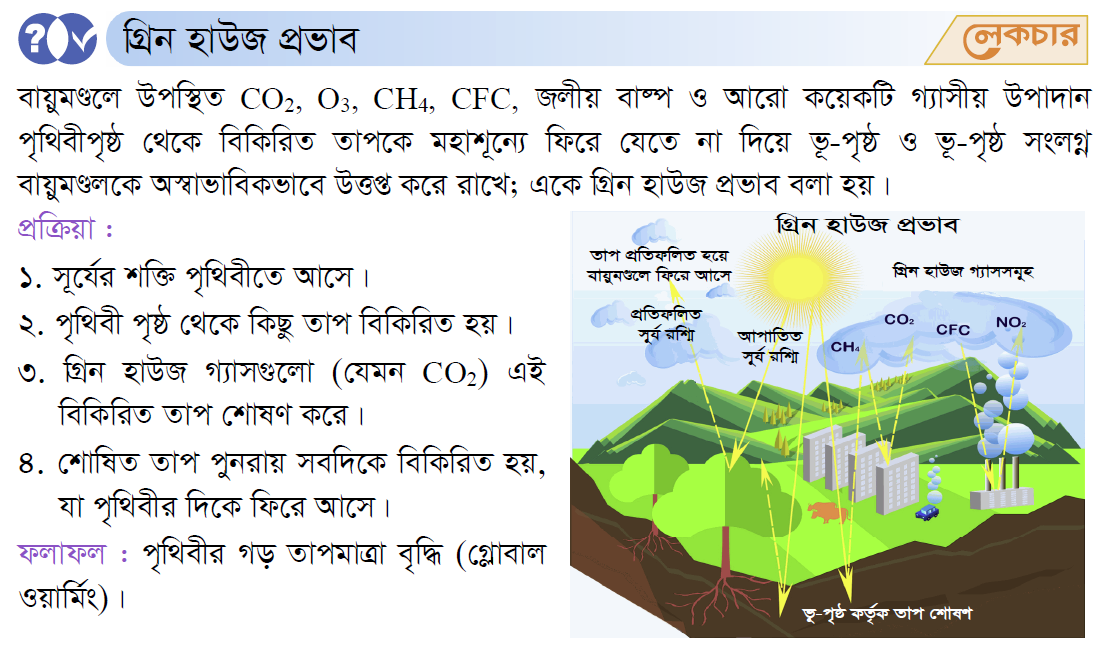 গ্রিন হাউজ প্রভাব
লেকচার
বায়ুমণ্ডলে উপস্থিত CO₂, O₃, CH₄, CFC, জলীয় বাষ্প ও আরো কয়েকটি গ্যাসীয় উপাদান
পৃথিবীপৃষ্ঠ থেকে বিকিরিত তাপকে মহাশূন্যে ফিরে যেতে না দিয়ে ভূ-পৃষ্ঠ ও ভূ-পৃষ্ঠ সংলগ্ন
বায়ুমণ্ডলকে অস্বাভাবিকভাবে উত্তপ্ত করে রাখে; একে গ্রিন হাউজ প্রভাব বলা হয়।
প্রক্রিয়া :
১. সূর্যের শক্তি পৃথিবীতে আসে।
২. পৃথিবী পৃষ্ঠ থেকে কিছু তাপ বিকিরিত হয়।
৩. গ্রিন হাউজ গ্যাসগুলো (যেমন CO₂) এই
বিকিরিত তাপ শোষণ করে।
৪. শোষিত তাপ পুনরায় সবদিকে বিকিরিত হয়,
যা পৃথিবীর দিকে ফিরে আসে।
ফলাফল : পৃথিবীর গড় তাপমাত্রা বৃদ্ধি (গ্লোবাল
ওয়ার্মিং)।
গ্রিন হাউজ প্রভাব
তাপ প্রতিফলিত হয়ে
বায়ুমণ্ডলে ফিরে আসে
গ্রিন হাউজ গ্যাসসমুহ
প্রতিফলিত
সুর্য রশ্মি
আপাতিত
সুর্য রশ্মি
CH₄
CO₂
CFC
NO₂
ভূ-পৃষ্ঠ কর্তৃক তাপ শোষণ